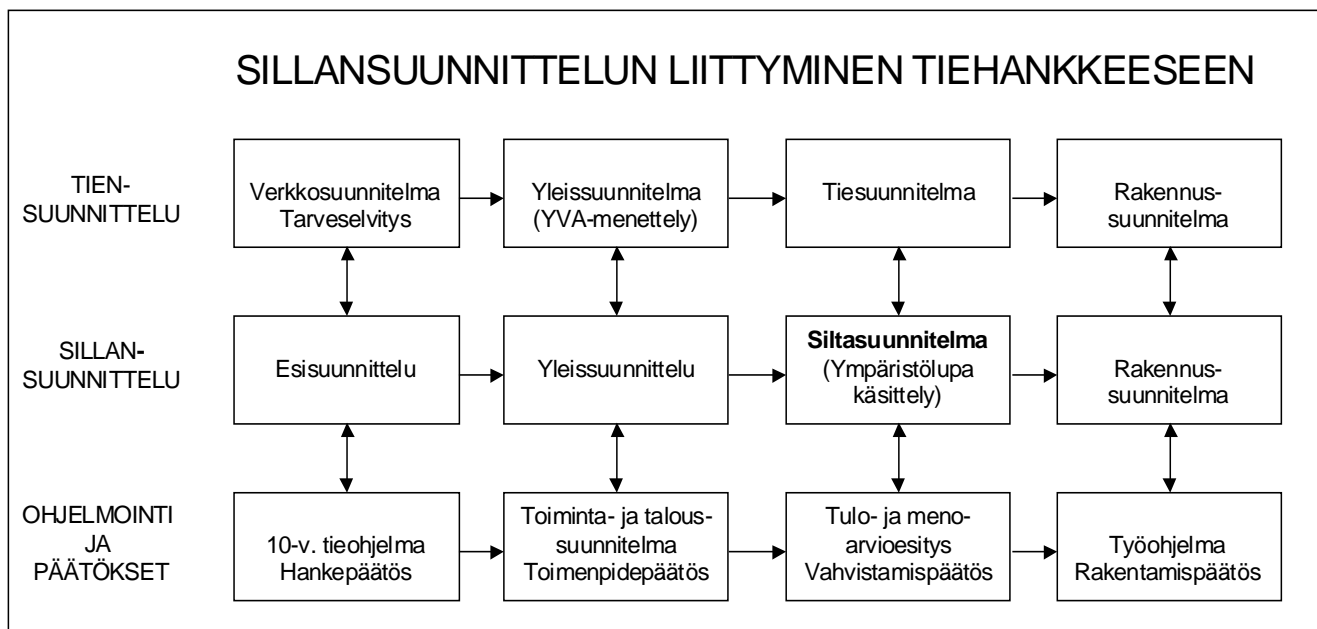 SILLANSUUNNITTELUN LIITTYMINEN TIEHANKKEESEEN
TIEN-
SUUNNITTELU
Verkkosuunnitelma
Tarveselvitys
Yleissuunnitelma
(YVA-menettely)
Tiesuunnitelma
Rakennus-
suunnitelma
SILLAN-
SUUNNITTELU
Esisuunnittelu
Yleissuunnittelu
Siltasuunnitelma
(Ympäristölupa
käsittely)
Rakennus-
suunnitelma
OHJELMOINTI
JA
PÄÄTÖKSET
10-v. tieohjelma
Hankepäätös
Toiminta- ja talous-
suunnitelma
Toimenpidepäätös
Tulo- ja meno-
arvioesitys
Vahvistamispäätös
Työohjelma
Rakentamispäätös